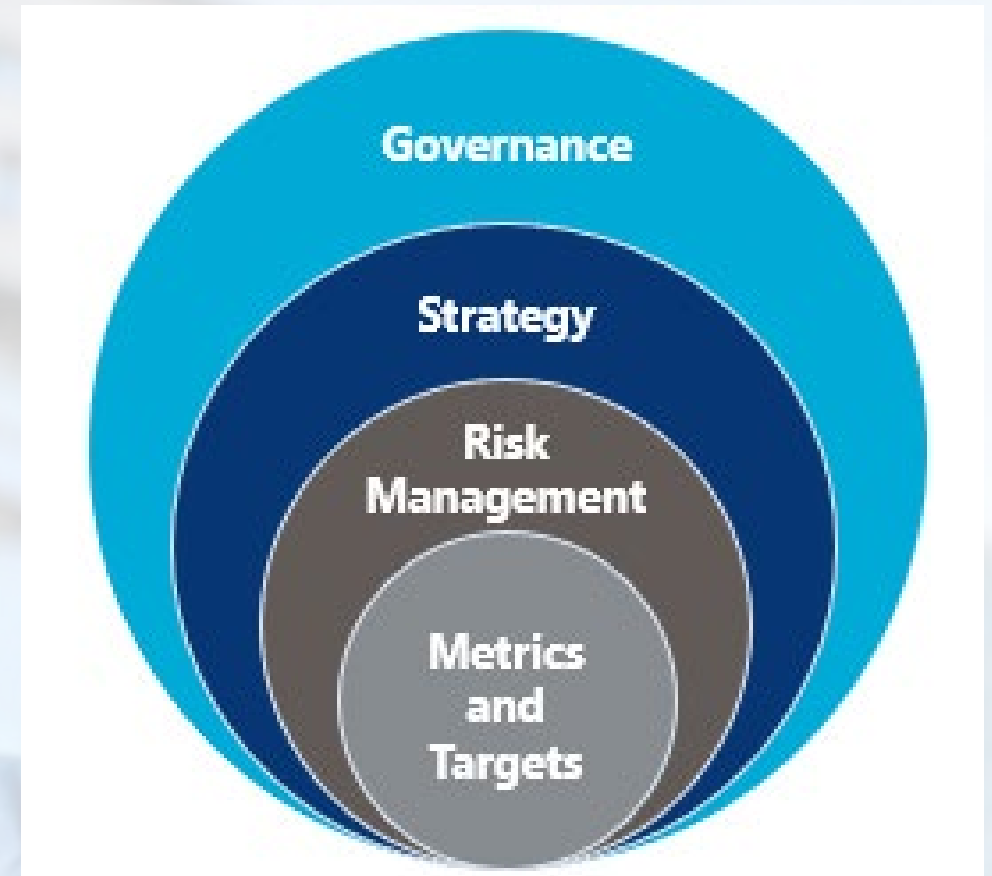 Governance
Strategy
Risk
Management
Metrics
and
Targets